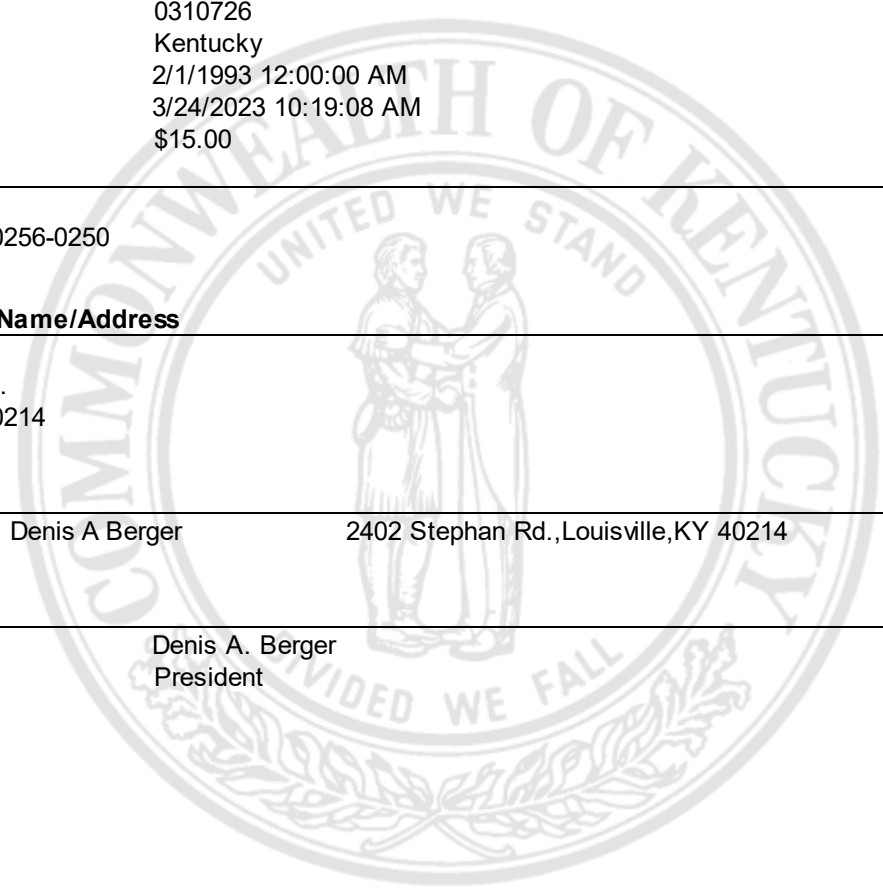 0310726
Kentucky
2/1/1993 12:00:00 AM
3/24/2023 10:19:08 AM
$15.00
0256-0250
Name/Address
.
0214
Denis A Berger 2402 Stephan Rd.,Louisville,KY 40214
Denis A. Berger
President
COMMONWEALTH OF KENTUCKY
UNITED WE STAND
DIVIDED WE FALL